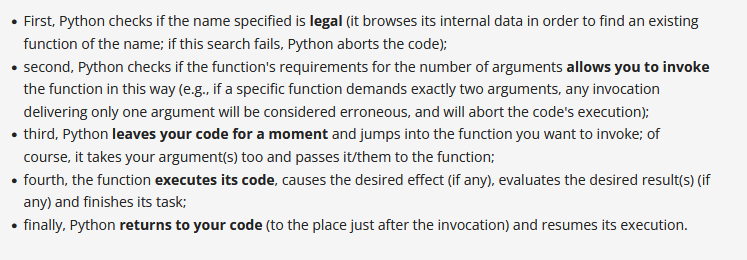 • First, Python checks if the name specified is legal (it browses its internal data in order to find an existing
function of the name; if this search fails, Python aborts the code);
• second, Python checks if the function's requirements for the number of arguments allows you to invoke
the function in this way (e.g., if a specific function demands exactly two arguments, any invocation
delivering only one argument will be considered erroneous, and will abort the code's execution);
• third, Python leaves your code for a moment and jumps into the function you want to invoke; of
course, it takes your argument(s) too and passes it/them to the function;
• fourth, the function executes its code, causes the desired effect (if any), evaluates the desired result(s) (if
any) and finishes its task;
• finally, Python returns to your code (to the place just after the invocation) and resumes its execution.